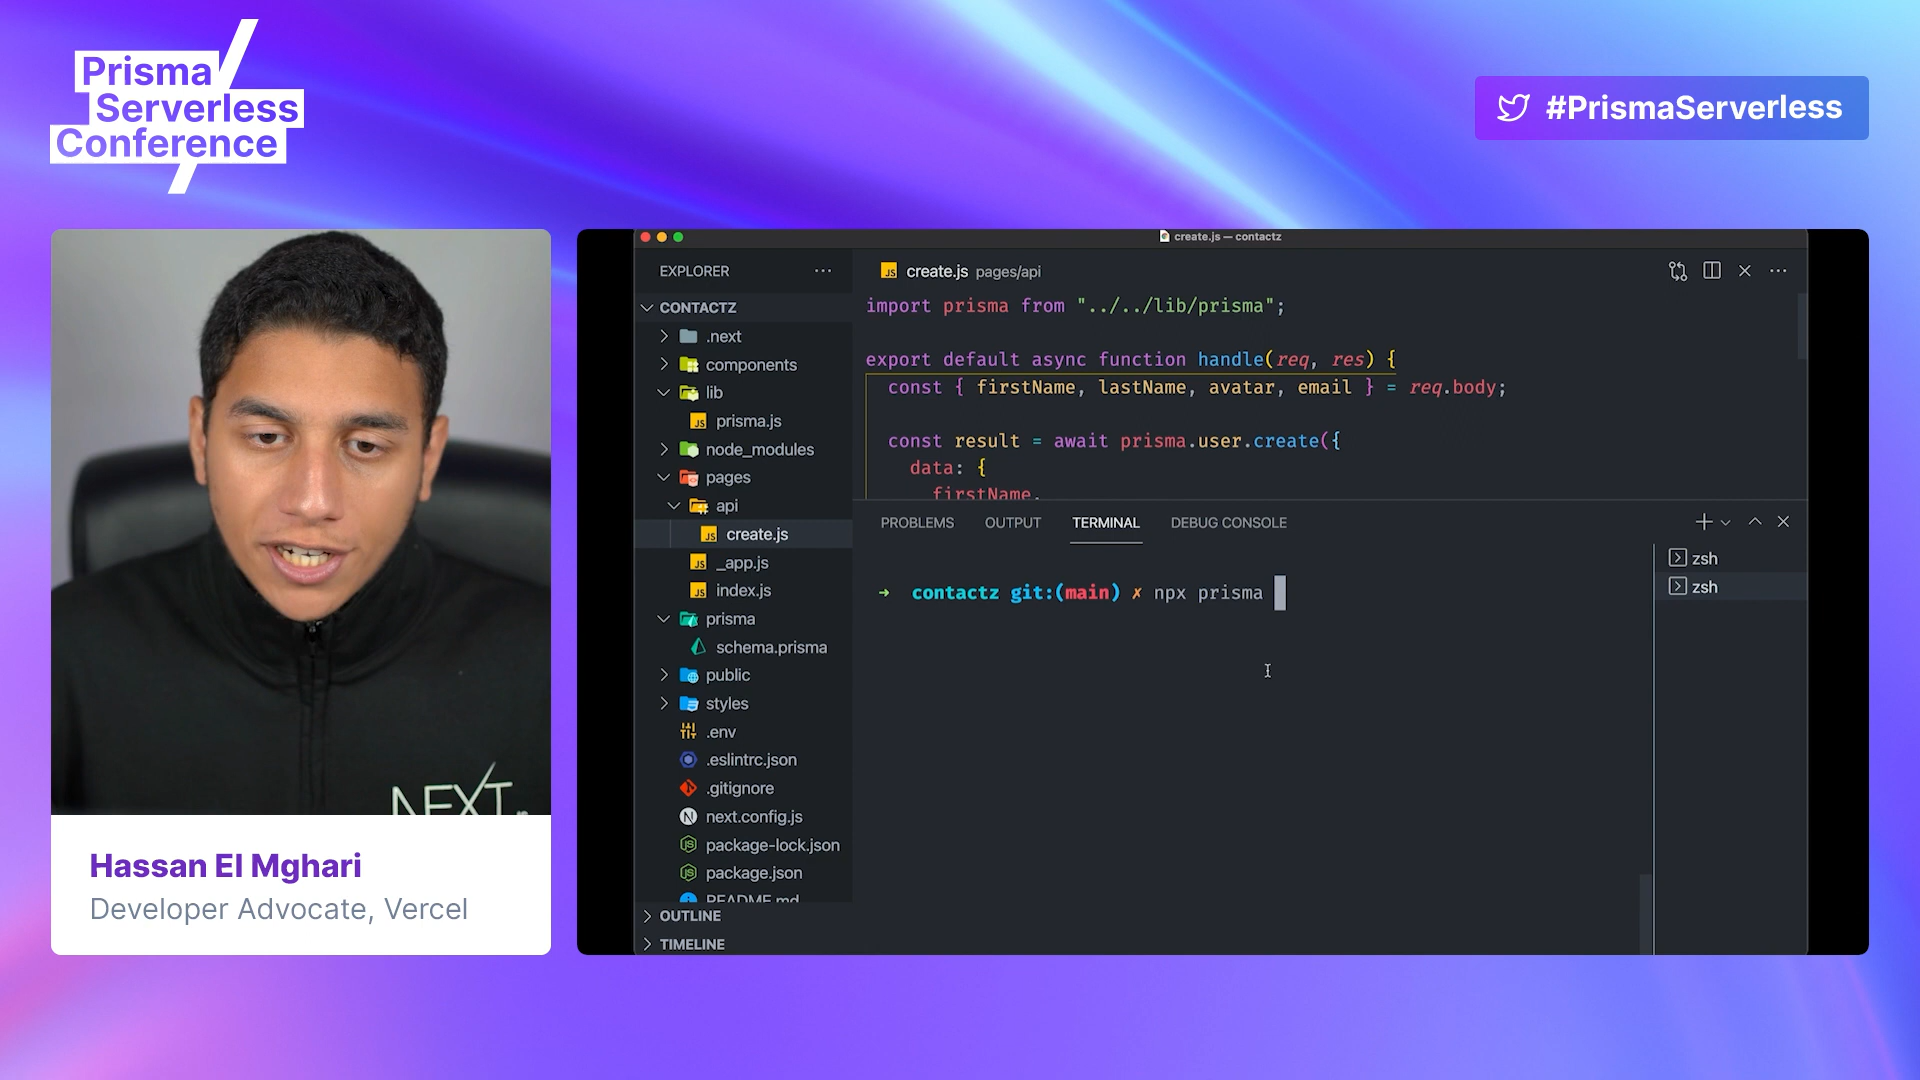 Prisma
Serverless
Conference
#PrismaServerless
create.js — contactz
EXPLORER
create.js pages/api
CONTACTZ
.next
components
lib
prisma.js
node_modules
pages
api
create.js
_app.js
index.js
prisma
schema.prisma
public
styles
.env
.eslintrc.json
.gitignore
next.config.js
package-lock.json
package.json
README.md
OUTLINE
TIMELINE
import prisma from "../../lib/prisma";
export default async function handle(req, res) {
const { firstName, lastName, avatar, email } = req.body;
const result = await prisma.user.create({
data: {
firstName,
PROBLEMS OUTPUT TERMINAL DEBUG CONSOLE
➜ contactz git:(main) ✗ npx prisma
zsh
zsh
NEXT
Hassan El Mghari
Developer Advocate, Vercel